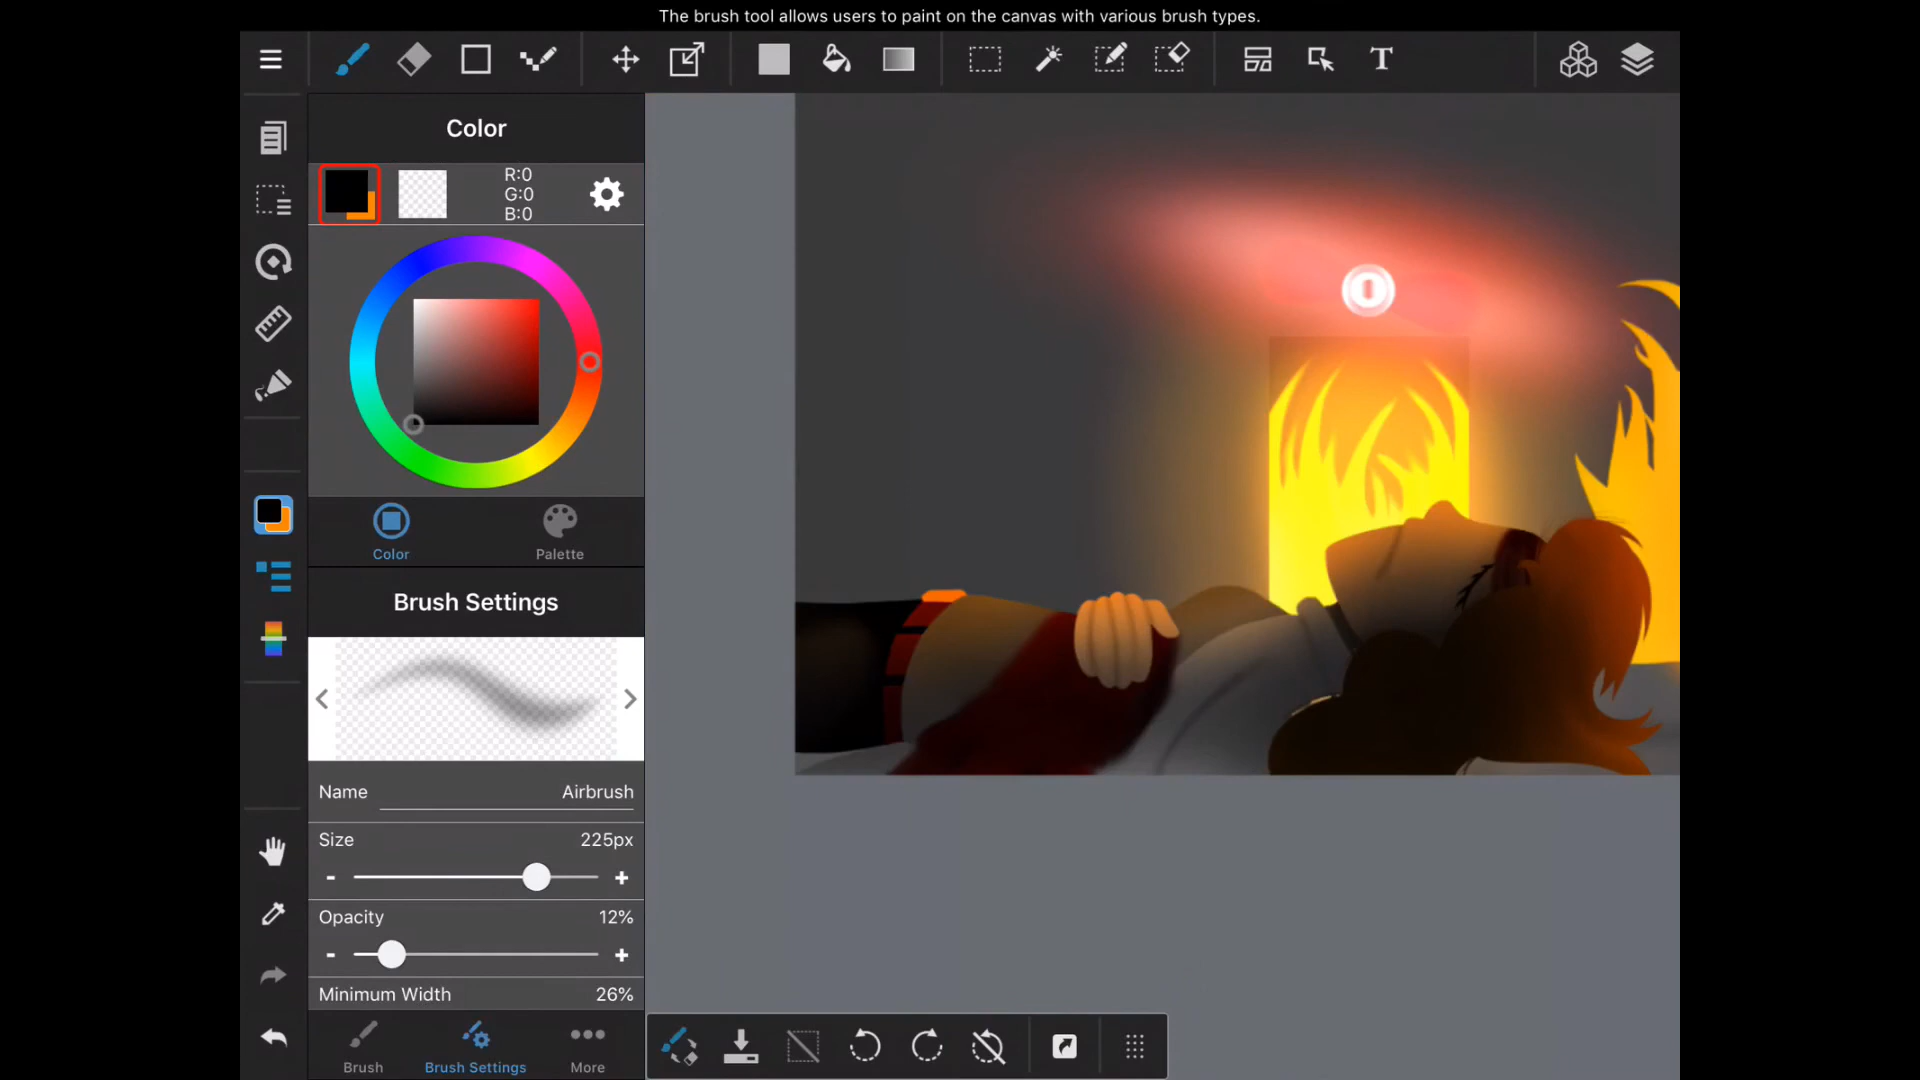 The brush tool allows users to paint on the canvas with various brush types.
T
Color
R:0
G:0
B:0
Color
Palette
Brush Settings
Name
Airbrush
Size
225px
-
+
Opacity
12%
-
+
Minimum Width
26%
Brush
Brush Settings
More